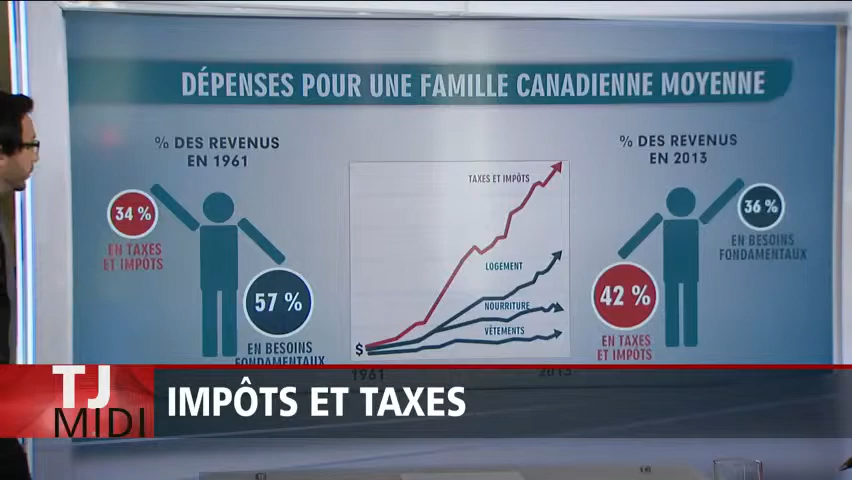 DÉPENSES POUR UNE FAMILLE CANADIENNE MOYENNE
% DES REVENUS
EN 1961
34 %
EN TAXES
ET IMPÔTS
57 %
EN BESOINS
FONDAMENTAUX
TAXES ET IMPÔTS
LOGEMENT
NOURRITURE
VÊTEMENTS
$
1961
2013
% DES REVENUS
EN 2013
36 %
EN BESOINS
FONDAMENTAUX
42 %
EN TAXES
ET IMPÔTS
TJ
MIDI
IMPÔTS ET TAXES